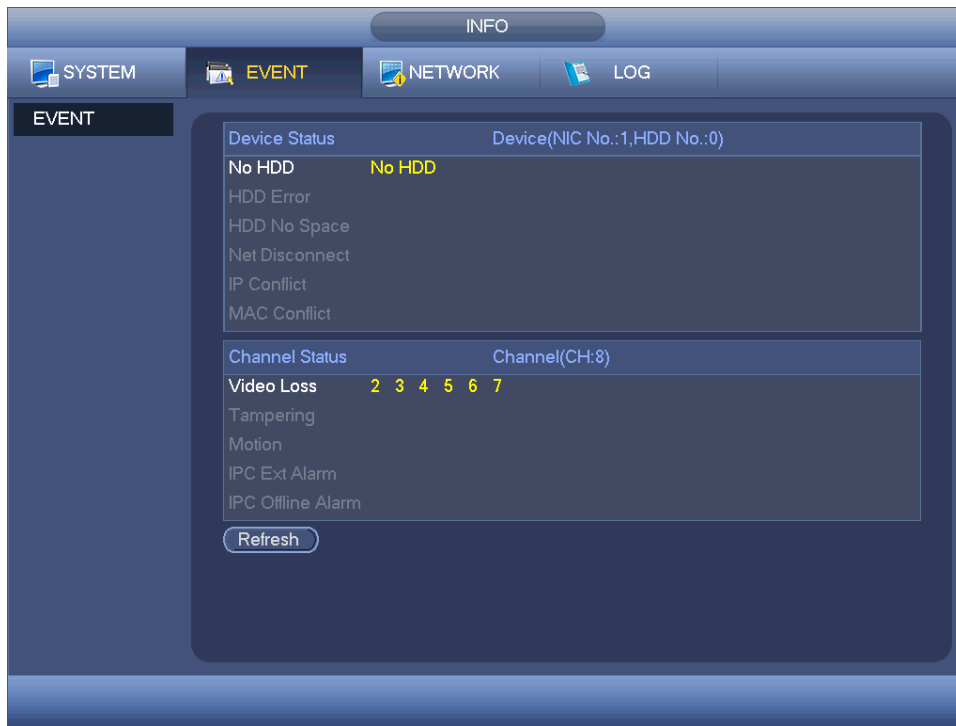 INFO
SYSTEM EVENT NETWORK LOG
EVENT
Device Status Device(NIC No.:1,HDD No.:0)
No HDD No HDD
HDD Error
HDD No Space
Net Disconnect
IP Conflict
MAC Conflict
Channel Status Channel(CH:8)
Video Loss 2 3 4 5 6 7
Tampering
Motion
IPC Ext Alarm
IPC Offline Alarm
Refresh